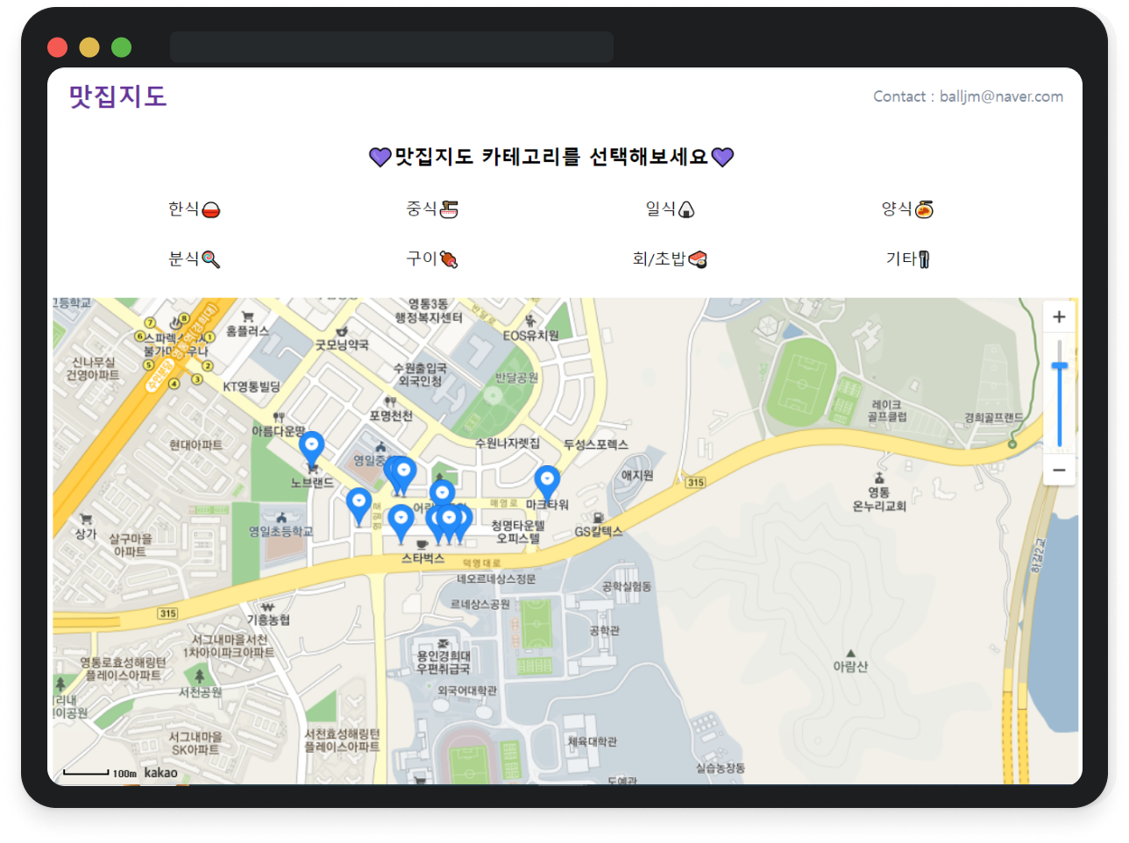 맛집지도
Contact : balljm@naver.com
💜맛집지도 카테고리를 선택해보세요💜
한식🍚 중식🍜 일식🍙 양식🍝
분식🍭 구이🍖 회/초밥🍣 기타🍴
영통3동
행정복지센터
홈플러스
EOS유치원
반달로
굿모닝약국
신나무실
건영아파트
수원출입국
외국인청
반달공원
KT영통빌딩
포명천천
레이크
골프클럽
경희골프랜드
아름다운땅
현대아파트
수원나자렛집
두성스포렉스
애지원
315
노브랜드
매영로
마크타워
영통
온누리교회
상가
살구마을
아파트
영일초등학교
청명타운텔
오피스텔
GS칼텍스
스타벅스
덕영대로
하갈2교
네오르네상스정문
공학실험동
르네상스공원
315
기흥농협
공학관
서그내마을서천
1차아이파크아파트
용인경희대
우편취급국
아람산
영통로효성해링턴
플레이스아파트
서천공원
외국어대학관
서그내마을
SK아파트
서천효성해링턴
플레이스아파트
체육대학관
실습농장동
도예관
100m kakao